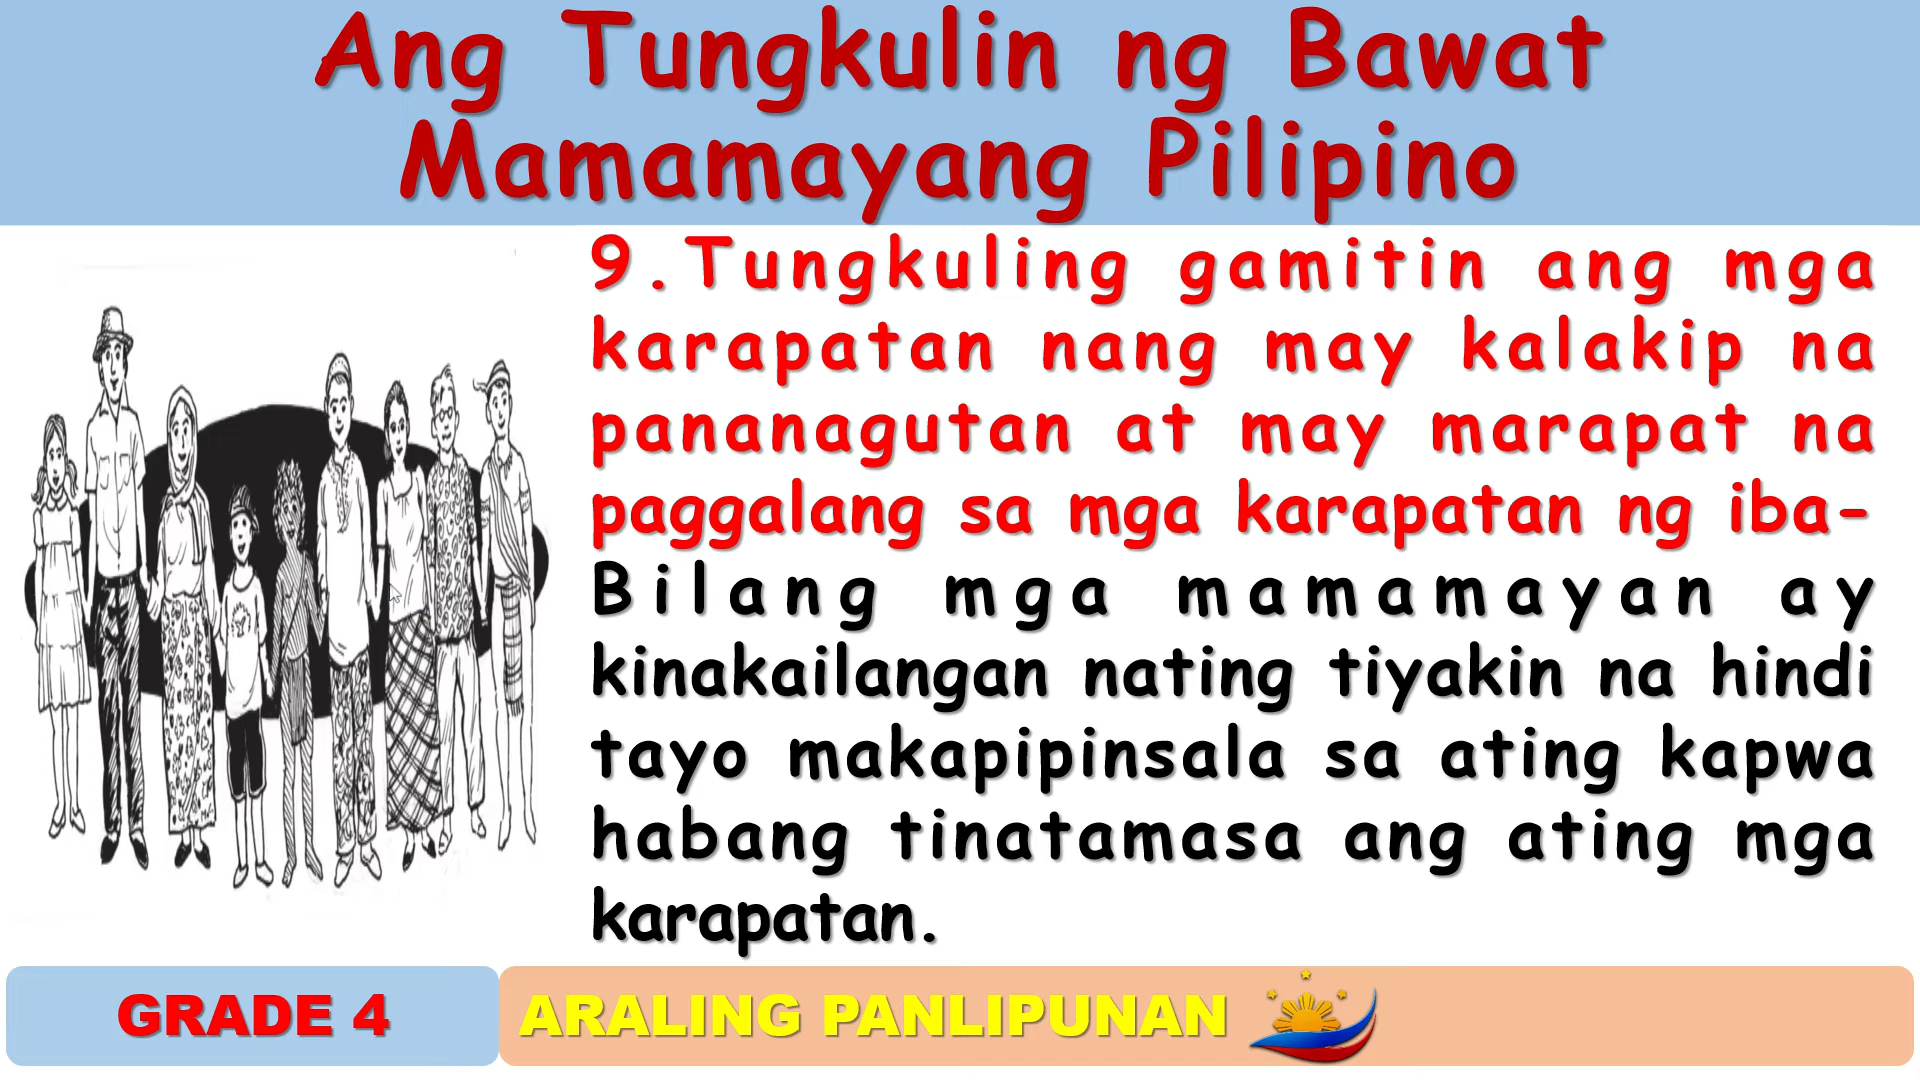 Ang Tungkulin ng Bawat
Mamamayang Pilipino
9.Tungkuling gamitin ang mga
karapatan nang may kalakip na
pananagutan at may marapat na
paggalang sa mga karapatan ng iba-
Bilang mga mamamayan ay
kinakailangan nating tiyakin na hindi
tayo makapipinsala sa ating kapwa
habang tinatamasa ang ating mga
karapatan.
GRADE 4
ARALING PANLIPUNAN